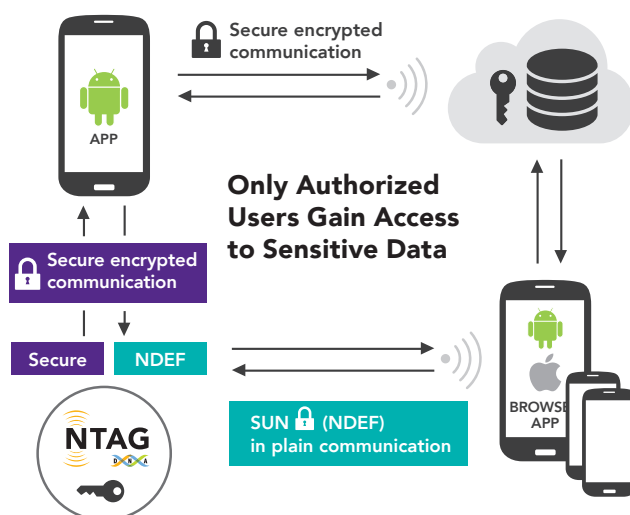 Secure encrypted
communication
APP
Only Authorized
Users Gain Access
to Sensitive Data
Secure encrypted
communication
Secure
NDEF
SUN (NDEF)
in plain communication
NTAG
DNA
BROWSE
APP